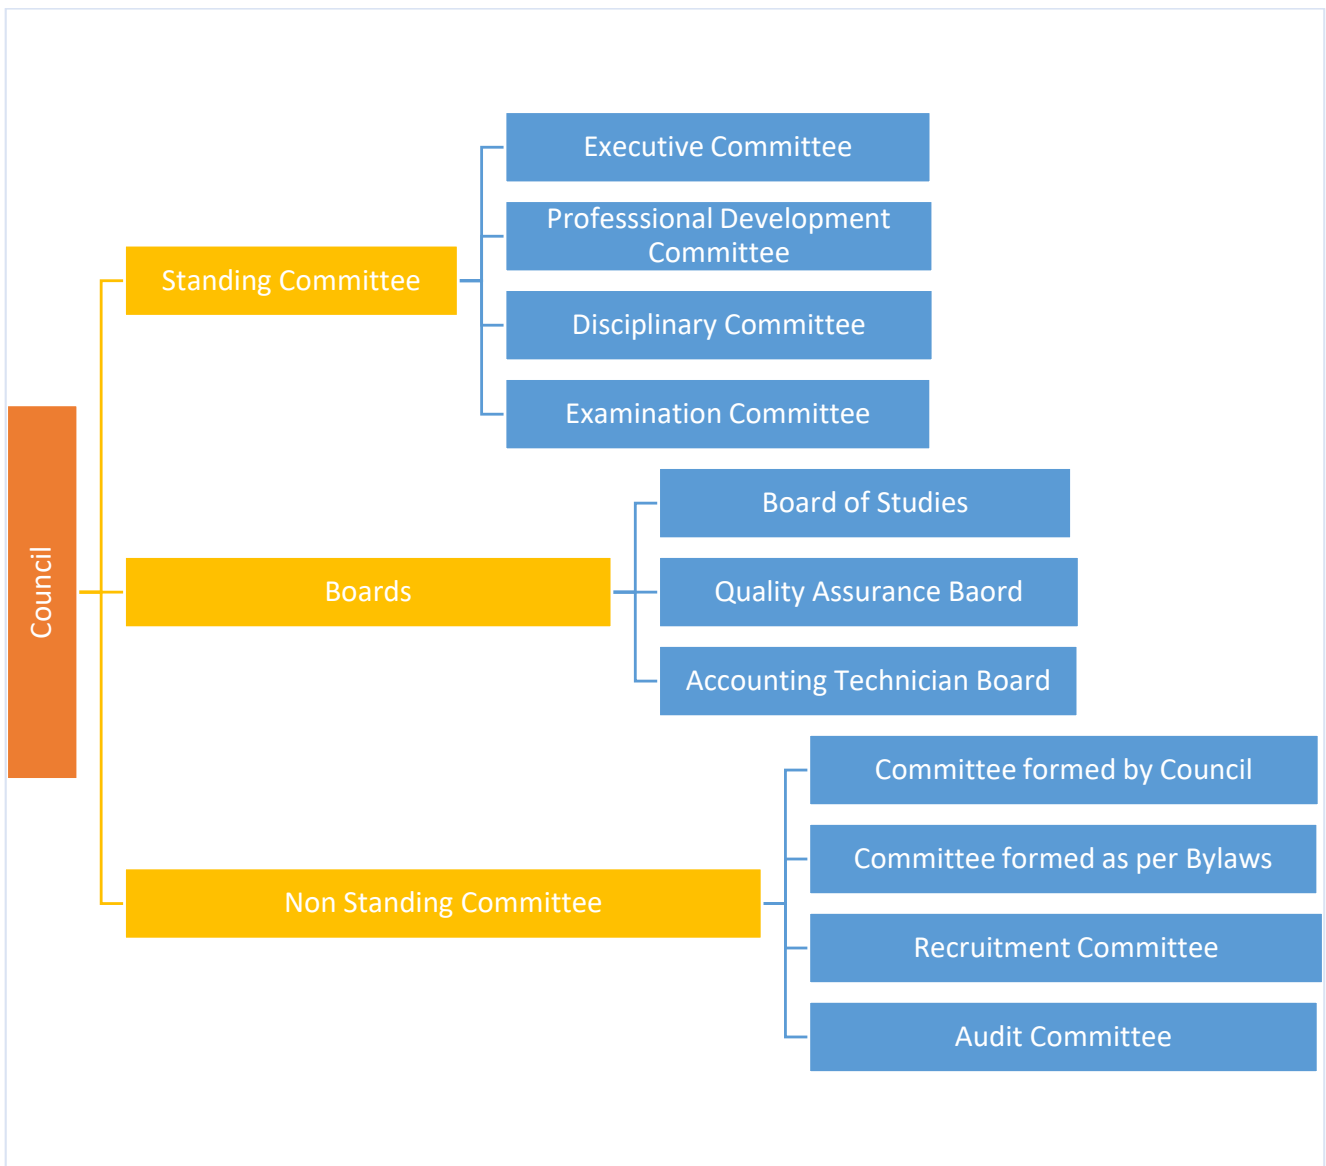 Council
Standing Committee
Executive Committee
Professsional Development
Committee
Disciplinary Committee
Examination Committee
Boards
Board of Studies
Quality Assurance Baord
Accounting Technician Board
Non Standing Committee
Committee formed by Council
Committee formed as per Bylaws
Recruitment Committee
Audit Committee